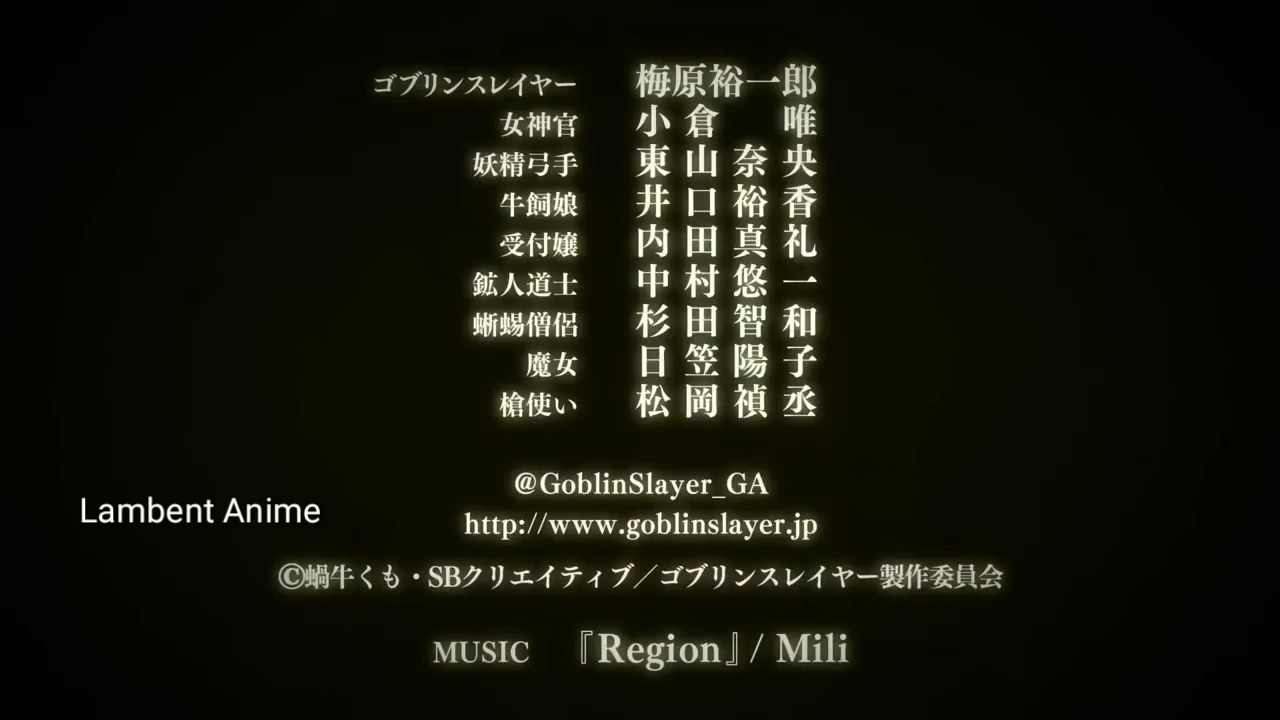 ゴブリンスレイヤー 梅原裕一郎
女神官 小倉 唯
妖精弓手 東山奈央
牛飼娘 井口裕香
受付嬢 内田真礼
鉱人道士 中村悠一
蜥蜴僧侶 杉田智和
魔女 日笠陽子
槍使い 松岡禎丞
@GoblinSlayer_GA
Lambent Anime
http://www.goblinslayer.jp
©蝸牛くも・SBクリエイティブ／ゴブリンスレイヤー製作委員会
MUSIC 『Region』/ Mili